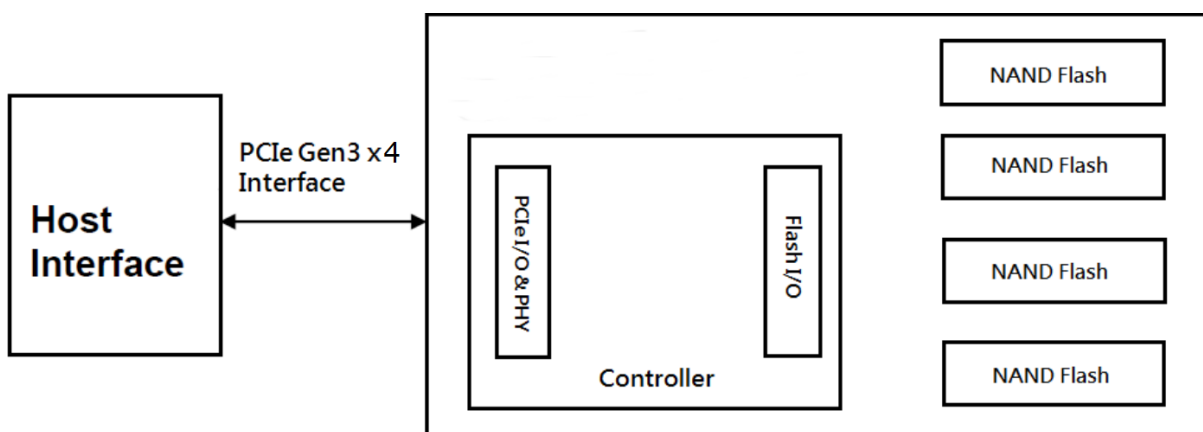 Host
Interface
PCIe Gen3 x4
Interface
PCIe I/O & PHY
Flash I/O
Controller
NAND Flash
NAND Flash
NAND Flash
NAND Flash